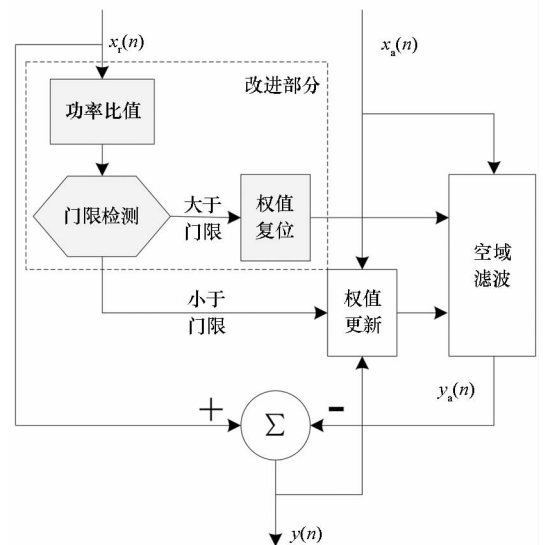 x_r(n)
x_a(n)
改进部分
功率比值
门限检测
大于
门限
权值
复位
空域
滤波
小于
门限
权值
更新
y_a(n)
+
-
Σ
y(n)